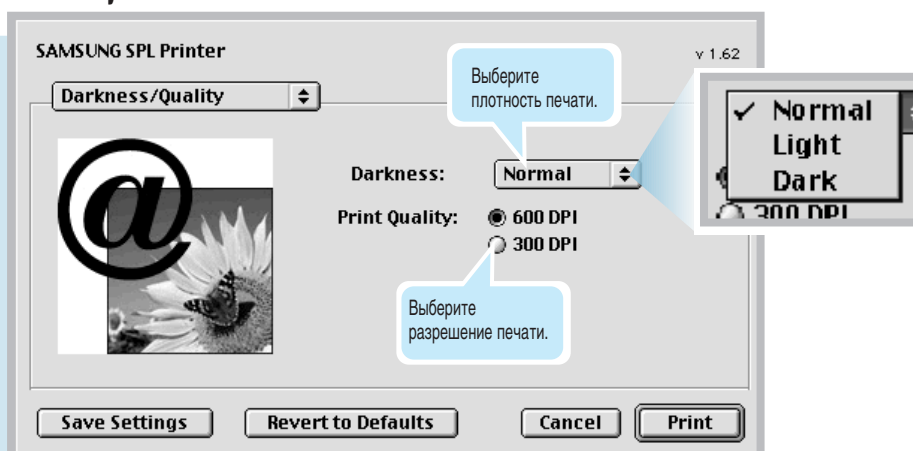 SAMSUNG SPL Printer
v 1.62
Darkness/Quality
Выберите
плотность печати.
Darkness:
Normal
Normal
Light
Dark
300 DPI
Print Quality:
600 DPI
300 DPI
Выберите
разрешение печати.
@
Save Settings
Revert to Defaults
Cancel
Print